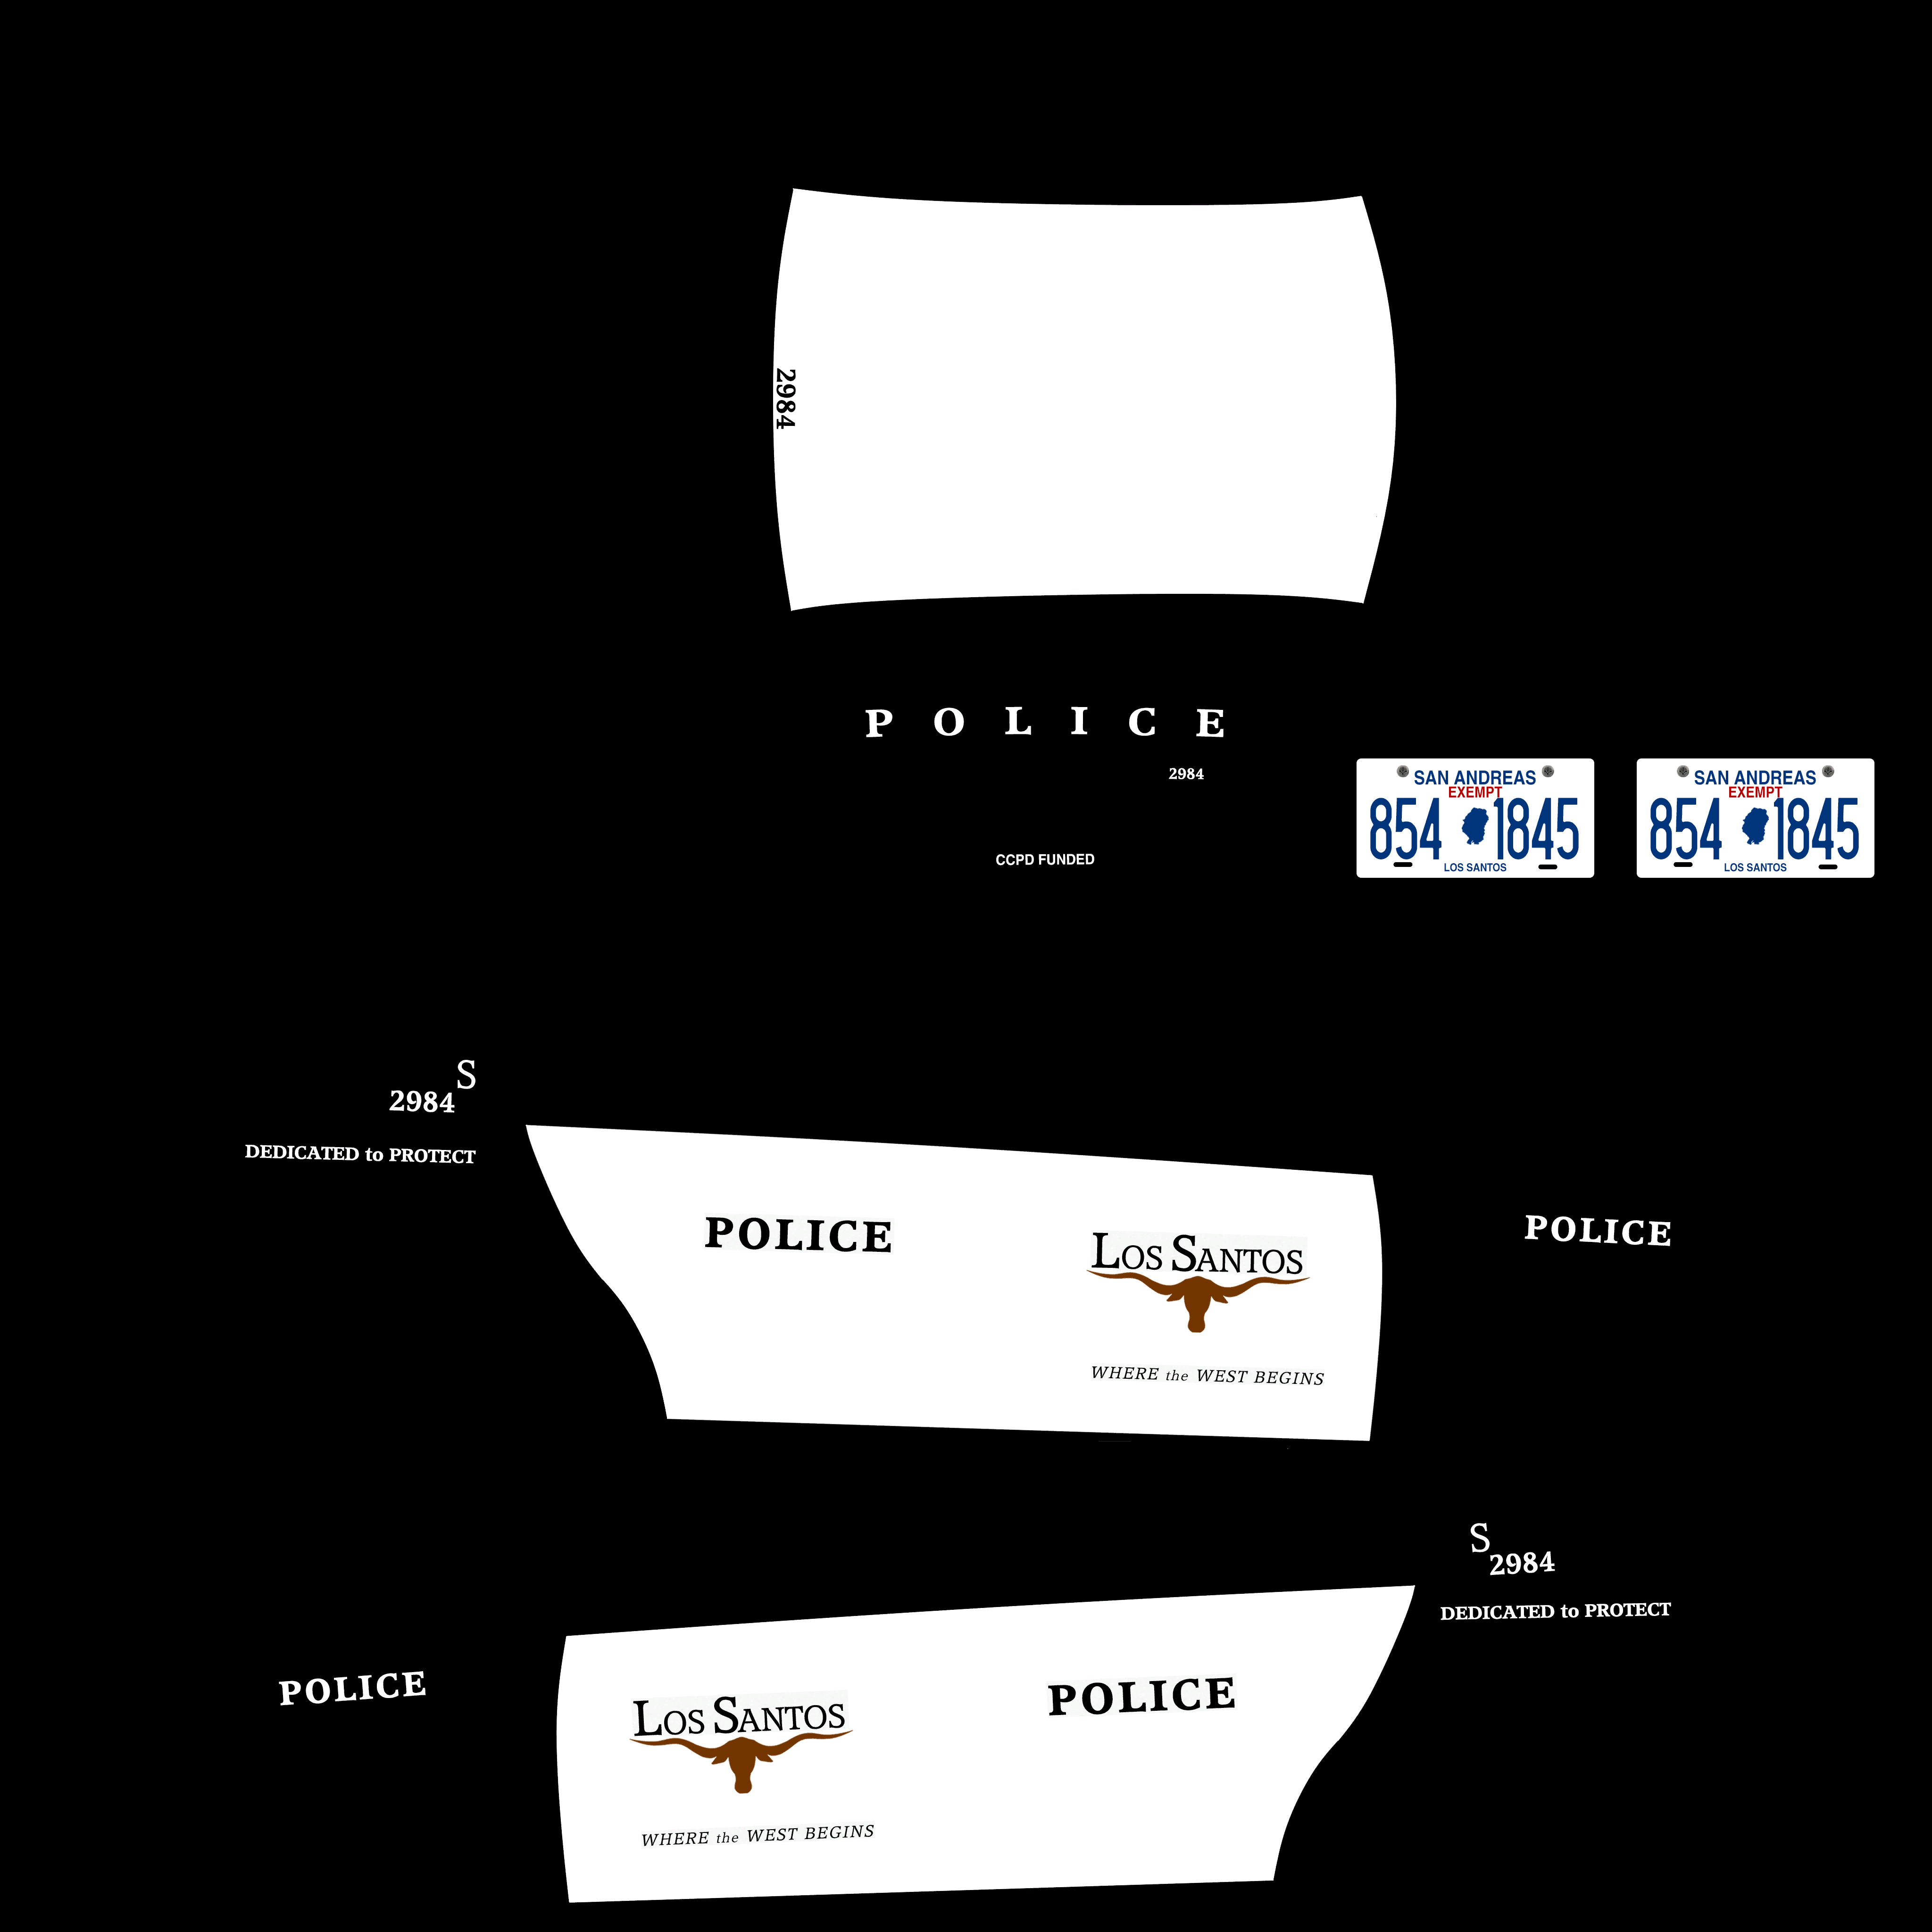 2984
P O L I C E
2984
CCPD FUNDED
SAN ANDREAS
EXEMPT
854 1845
LOS SANTOS
SAN ANDREAS
EXEMPT
854 1845
LOS SANTOS
S
2984
DEDICATED to PROTECT
POLICE
LOS SANTOS
WHERE the WEST BEGINS
POLICE
S
2984
DEDICATED to PROTECT
POLICE
LOS SANTOS
WHERE the WEST BEGINS
POLICE